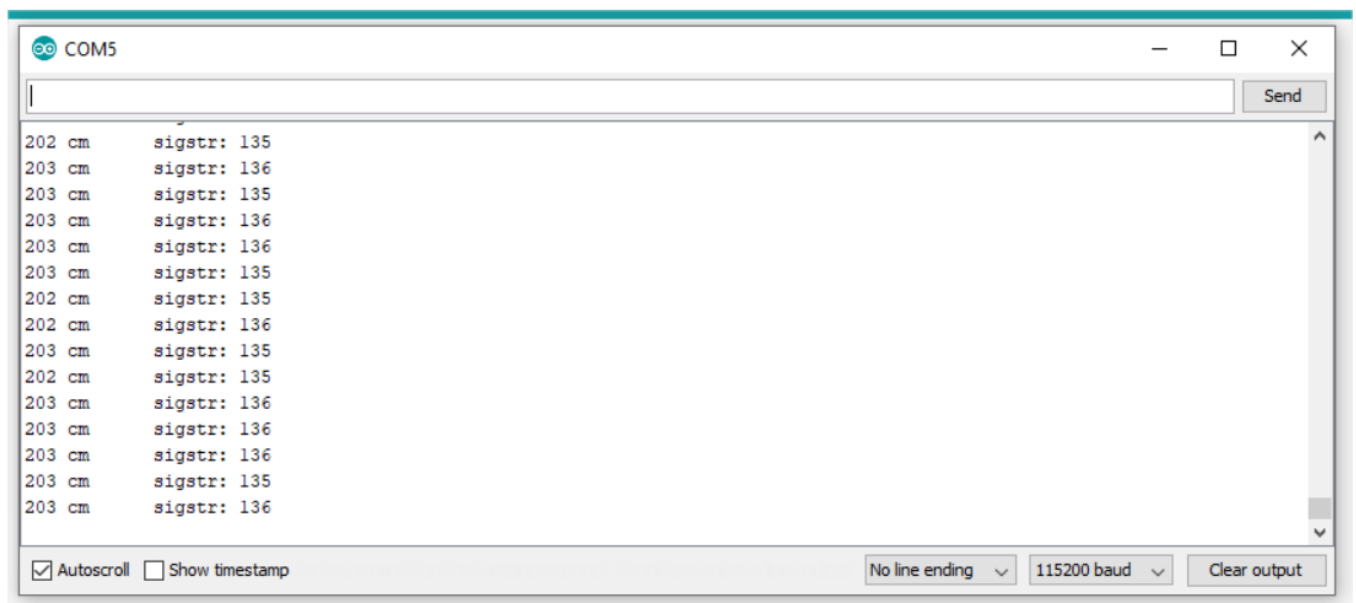 COM5
Send
202 cm sigstr: 135
203 cm sigstr: 136
203 cm sigstr: 135
203 cm sigstr: 136
203 cm sigstr: 136
203 cm sigstr: 135
202 cm sigstr: 135
202 cm sigstr: 136
203 cm sigstr: 135
202 cm sigstr: 135
203 cm sigstr: 136
203 cm sigstr: 136
203 cm sigstr: 136
203 cm sigstr: 135
203 cm sigstr: 136
Autoscroll Show timestamp No line ending 115200 baud Clear output